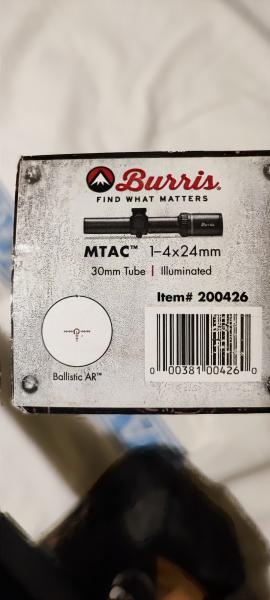 Burris®
FIND WHAT MATTERS
MTAC™ 1–4x24mm
30mm Tube | Illuminated
Item# 200426
Ballistic AR™
0 00381 00426 0